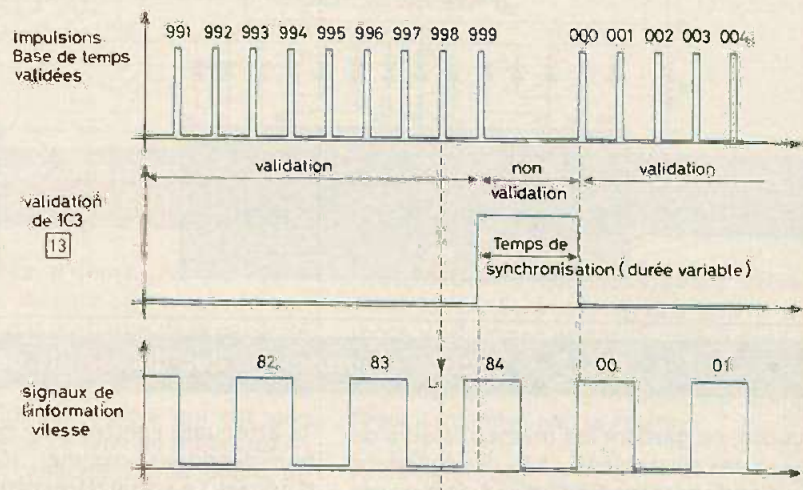 impulsions
Base de temps
validées
991 992 993 994 995 996 997 998 999 000 001 002 003 004
validation non validation validation
validation
de IC3
13
Temps de
synchronisation (durée variable)
82 83 L 84 00 01
signaux de
l'information
vitesse